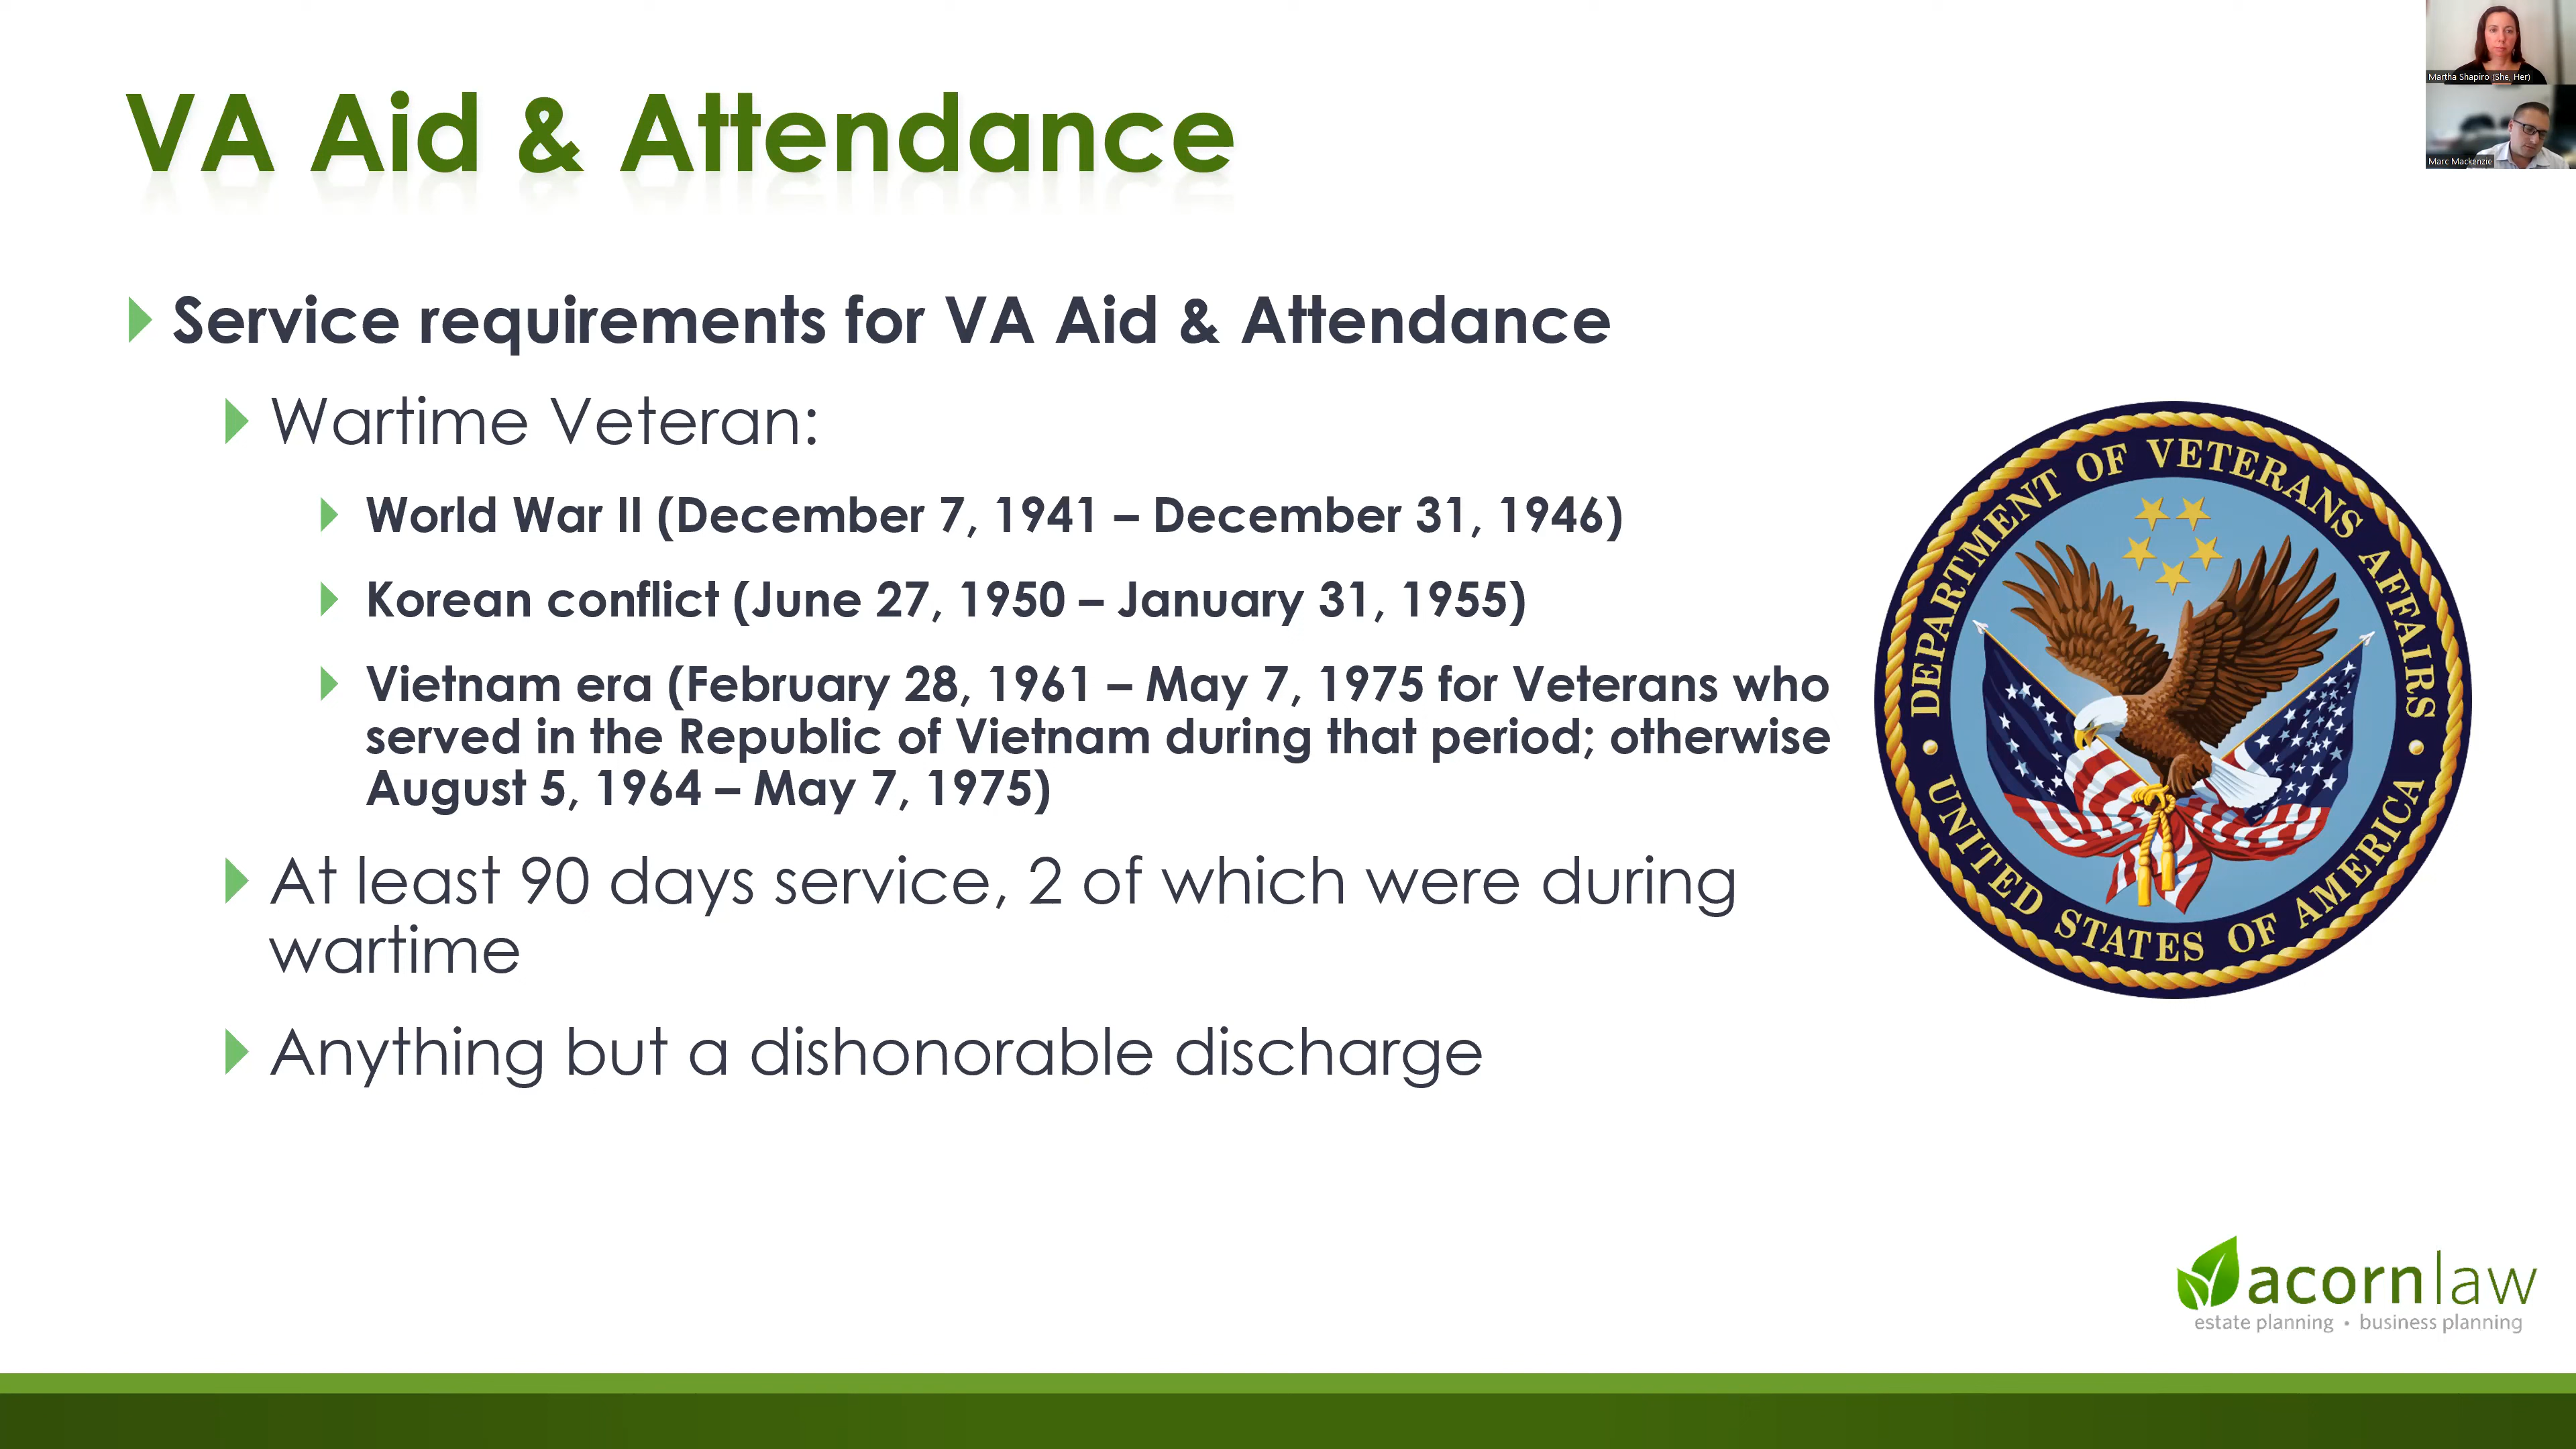 VA Aid & Attendance
Martha Shapiro (She, Her)
Marc Mackenzie
Service requirements for VA Aid & Attendance
Wartime Veteran:
World War II (December 7, 1941 – December 31, 1946)
Korean conflict (June 27, 1950 – January 31, 1955)
Vietnam era (February 28, 1961 – May 7, 1975 for Veterans who
served in the Republic of Vietnam during that period; otherwise
August 5, 1964 – May 7, 1975)
At least 90 days service, 2 of which were during
wartime
Anything but a dishonorable discharge
DEPARTMENT OF VETERANS AFFAIRS
UNITED STATES OF AMERICA
acorn|law
estate planning • business planning